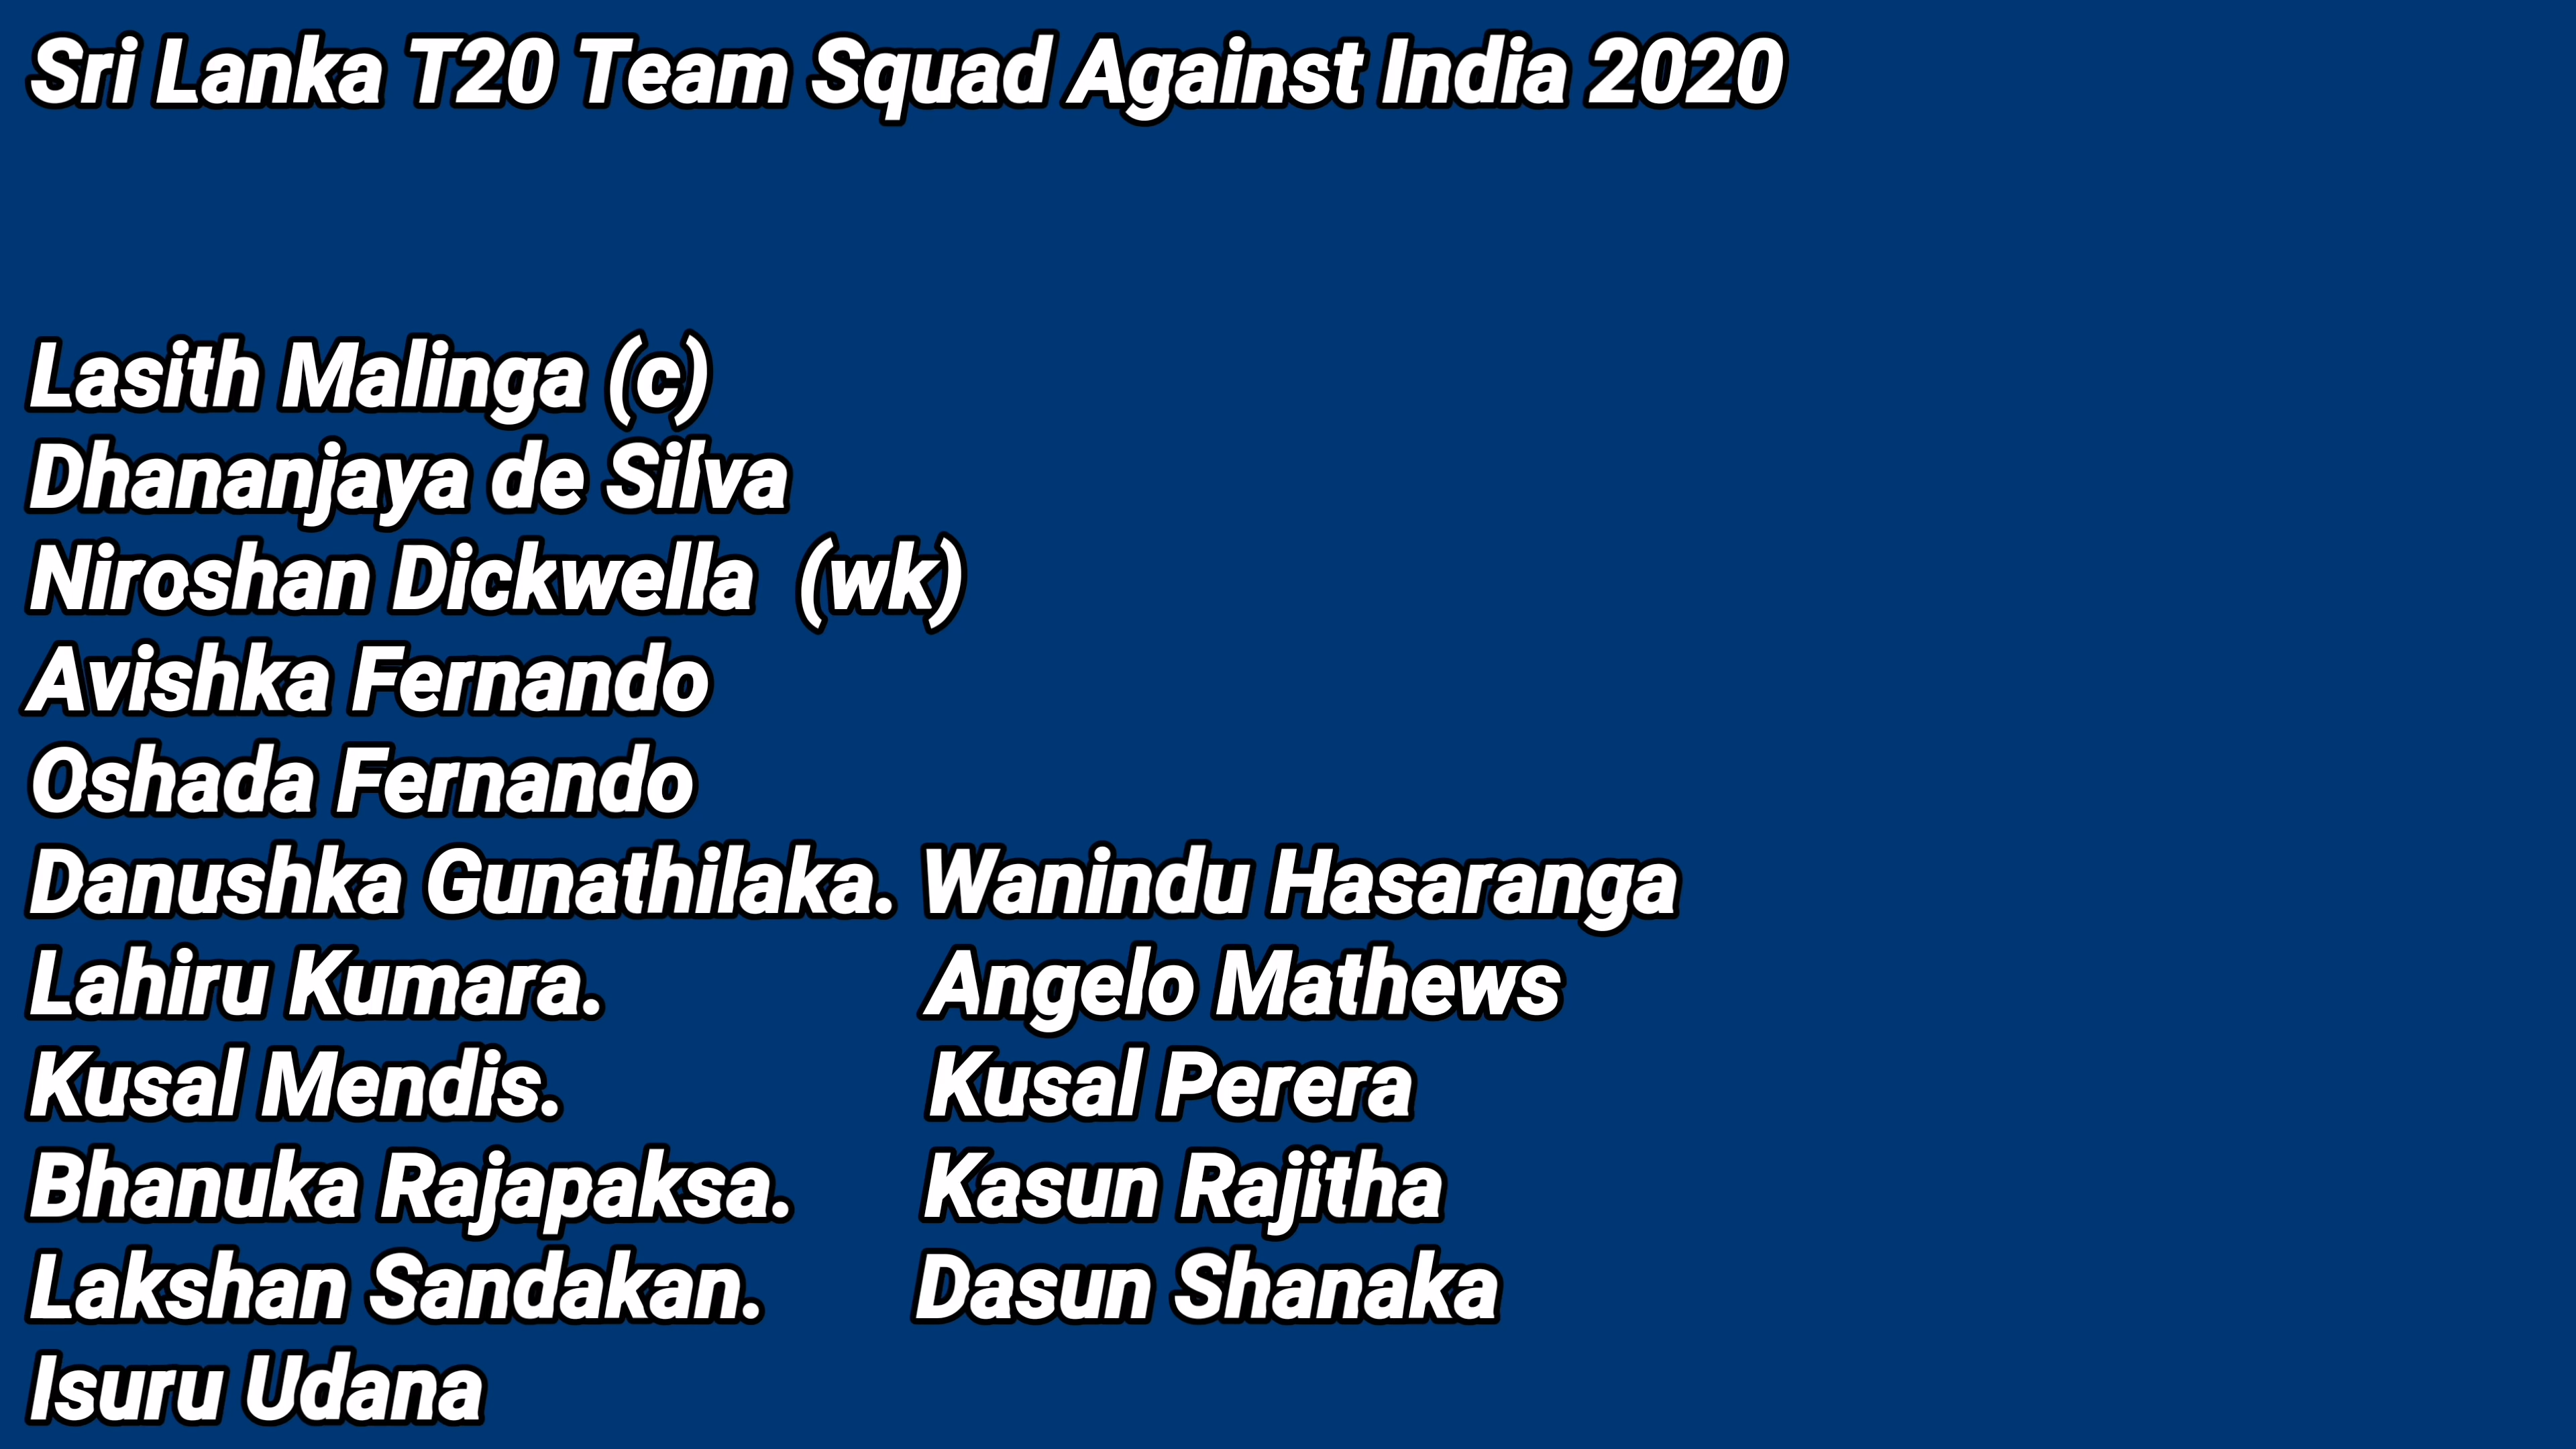 Sri Lanka T20 Team Squad Against India 2020
Lasith Malinga (c)
Dhananjaya de Silva
Niroshan Dickwella (wk)
Avishka Fernando
Oshada Fernando
Danushka Gunathilaka. Wanindu Hasaranga
Lahiru Kumara. Angelo Mathews
Kusal Mendis. Kusal Perera
Bhanuka Rajapaksa. Kasun Rajitha
Lakshan Sandakan. Dasun Shanaka
Isuru Udana